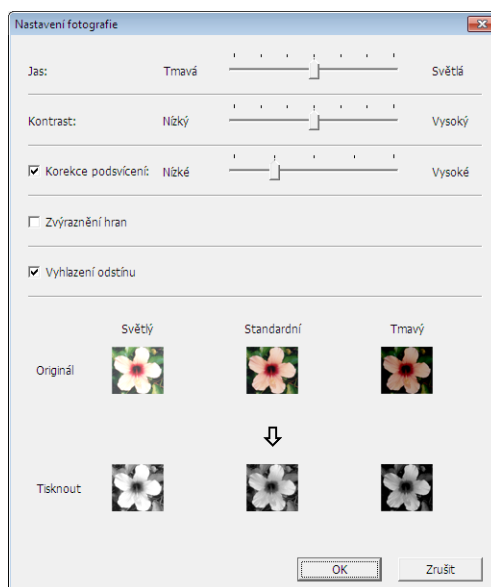 Nastavení fotografie
Jas: Tmavá Světlá
Kontrast: Nízký Vysoký
Korekce podsvícení: Nízké Vysoké
Zvýraznění hran
Vyhlazení odstínu
Světlý Standardní Tmavý
Originál
Tisknout
OK Zrušit